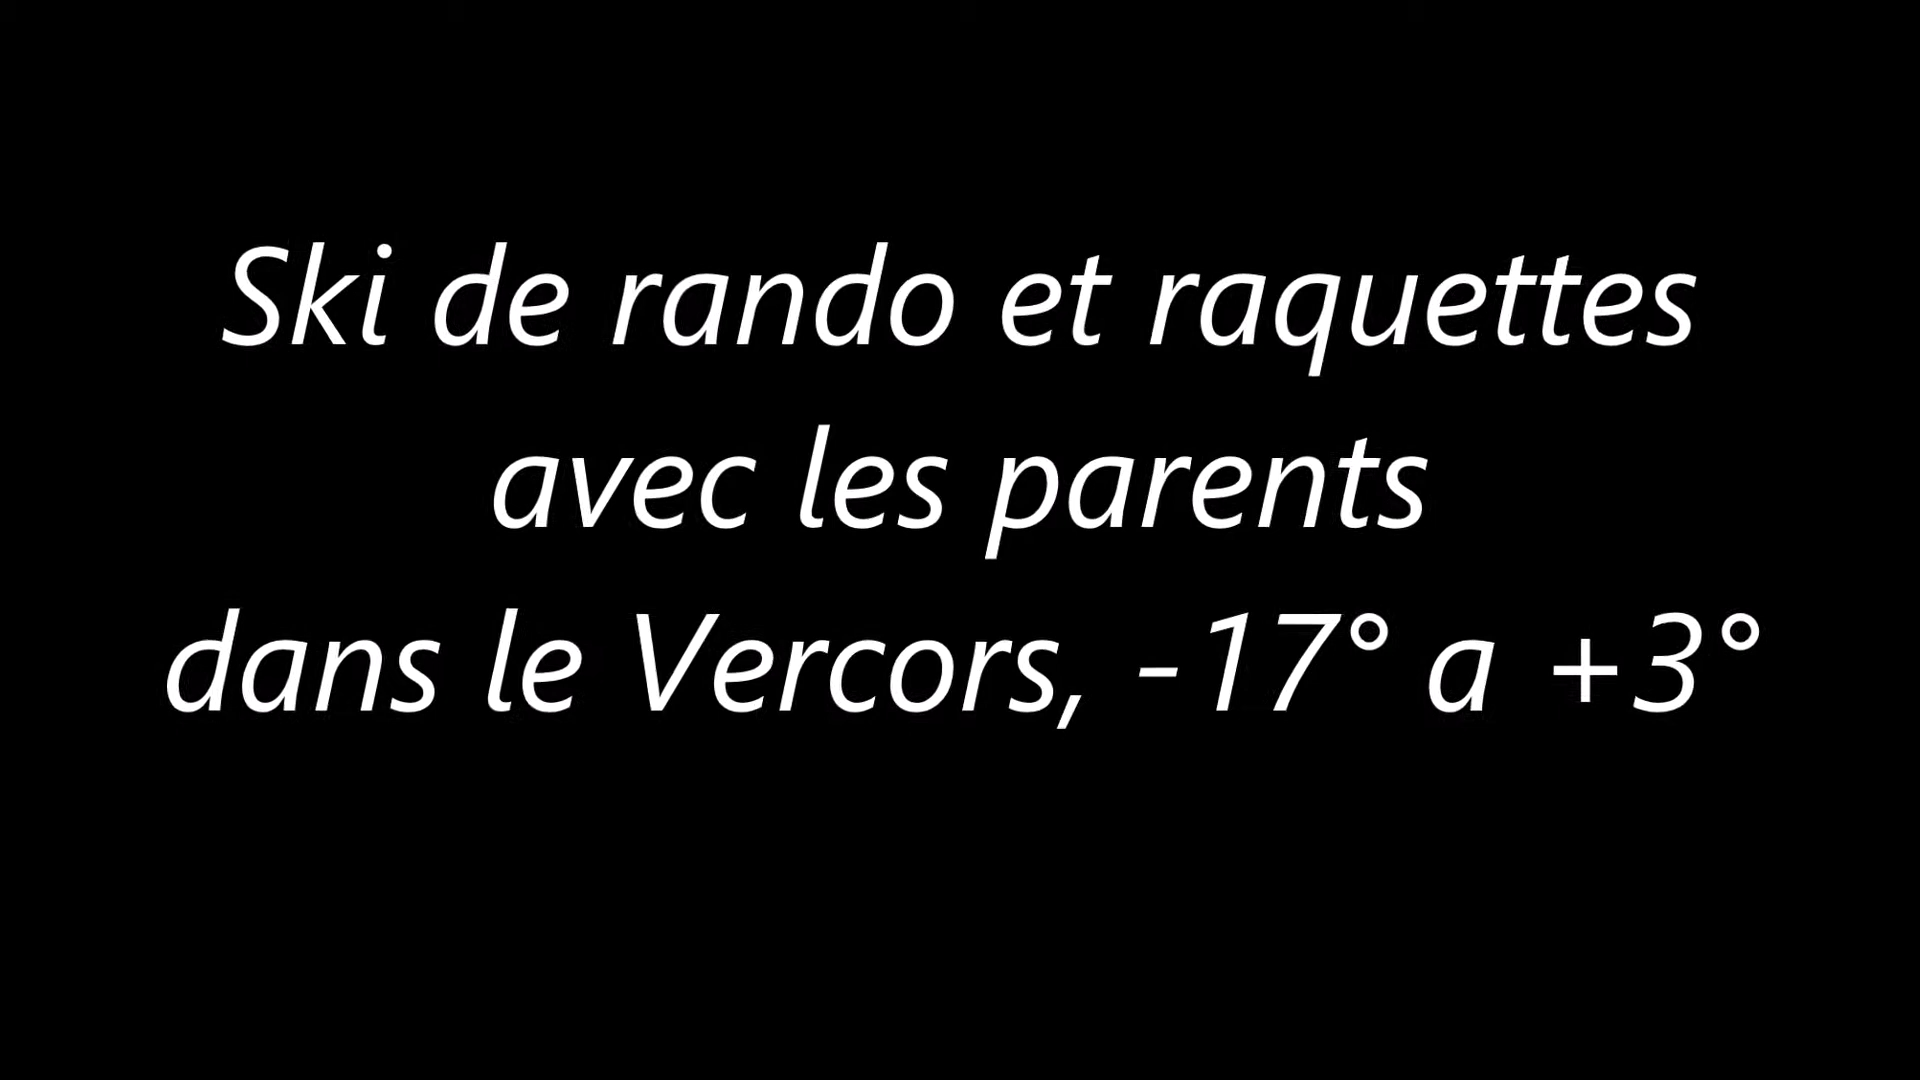 Ski de rando et raquettes
avec les parents
dans le Vercors, -17° a +3°